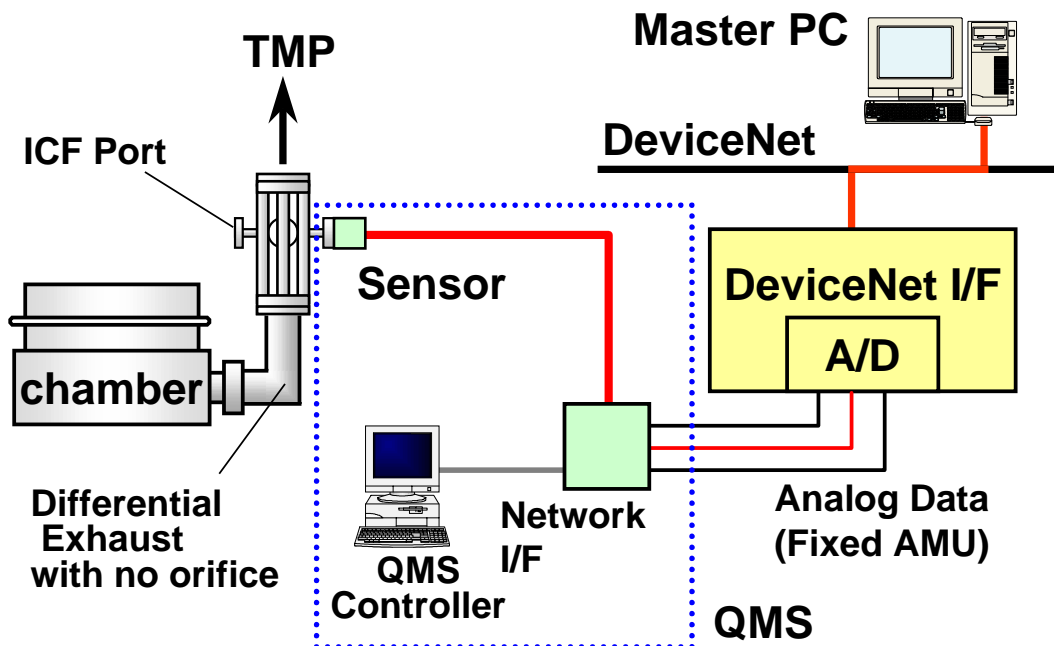 Master PC
TMP
ICF Port
DeviceNet
Sensor
DeviceNet I/F
A/D
chamber
Differential
Exhaust
with no orifice
Network
I/F
QMS
Controller
Analog Data
(Fixed AMU)
QMS